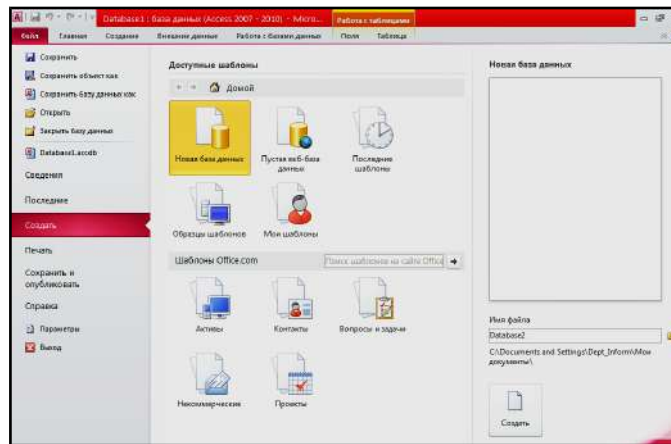 Database1 : база данных (Access 2007 - 2010) - Micro...
Работа с таблицами
Файл Главная Создание Внешние данные Работа с базами данных Поля Таблица
Сохранить
Сохранить объект как
Сохранить базу данных как
Открыть
Закрыть базу данных
Database1.accdb
Сведения
Последние
Создать
Печать
Сохранить и
опубликовать
Справка
Параметры
Выход
Доступные шаблоны
Домой
Новая база данных
Пустая веб-база
данных
Последние
шаблоны
Образцы шаблонов
Мои шаблоны
Шаблоны Office.com
Поиск шаблонов на сайте Office
Активы
Контакты
Вопросы и задачи
Некоммерческие
Проекты
Новая база данных
Имя файла
Database2
C:\Documents and Settings\Dept_Inform\Мои
документы\
Создать